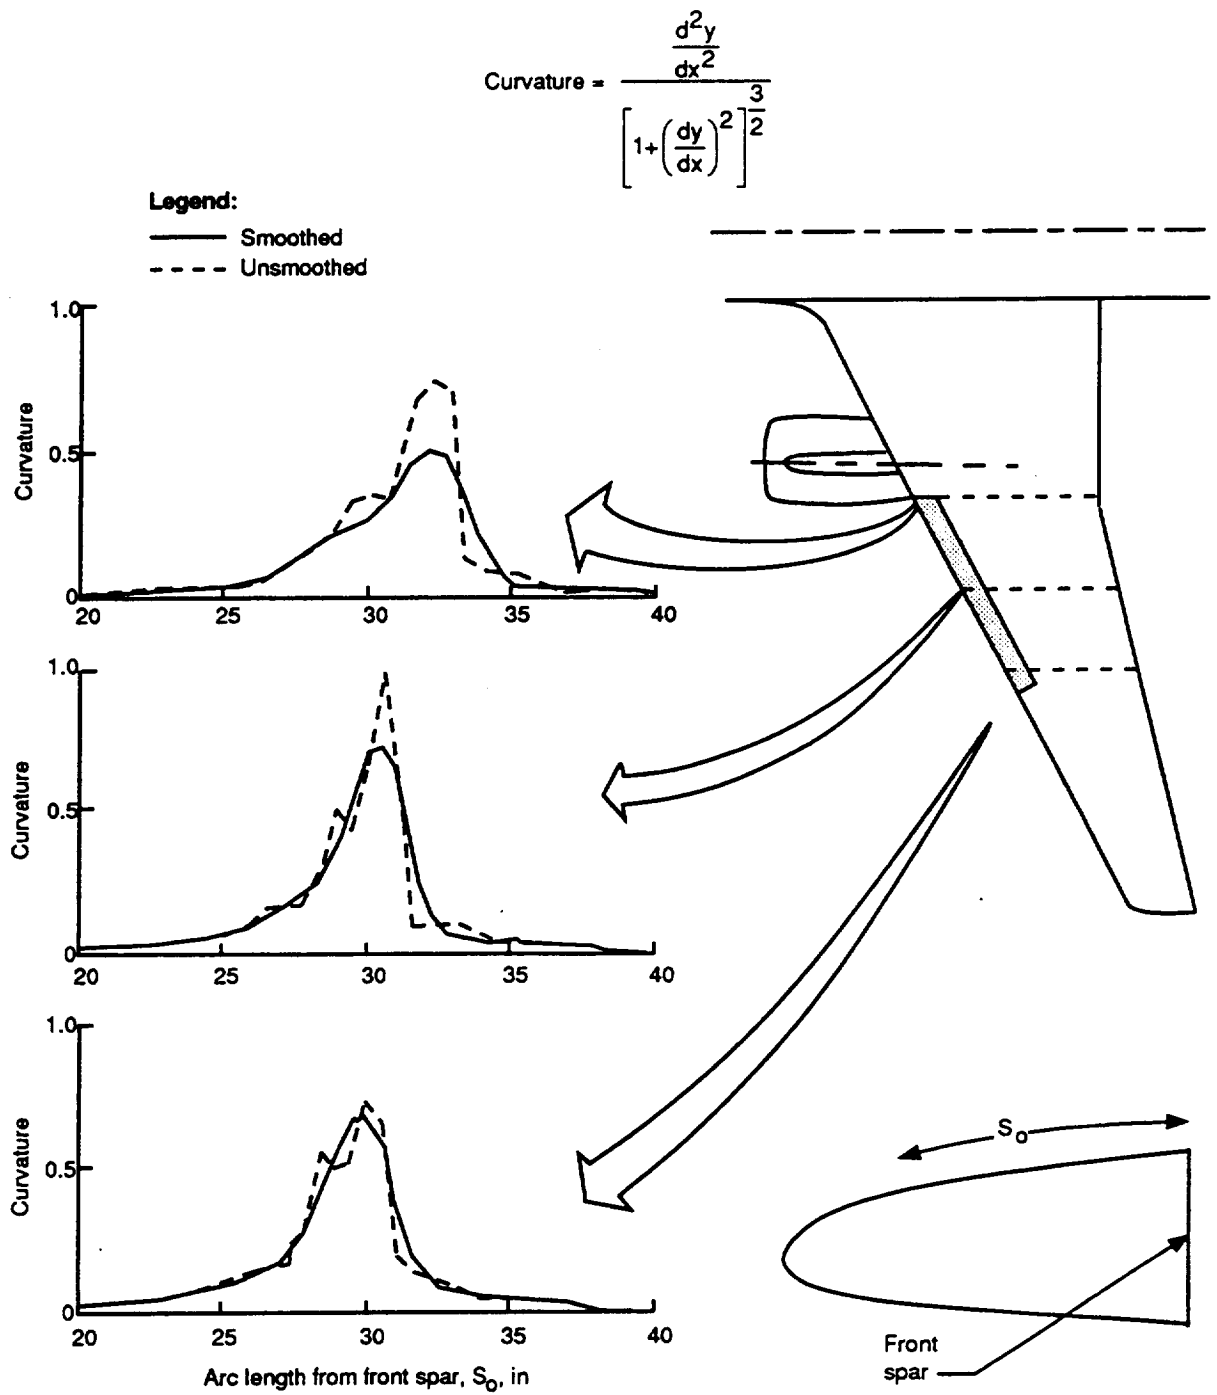 Curvature = d²y/dx² / [1+(dy/dx)²]^3/2
Legend:
Smoothed
Unsmoothed
1.0
0.5
0
Curvature
20 25 30 35 40
1.0
0.5
0
Curvature
20 25 30 35 40
1.0
0.5
0
Curvature
20 25 30 35 40
Arc length from front spar, So, in
So
Front
spar